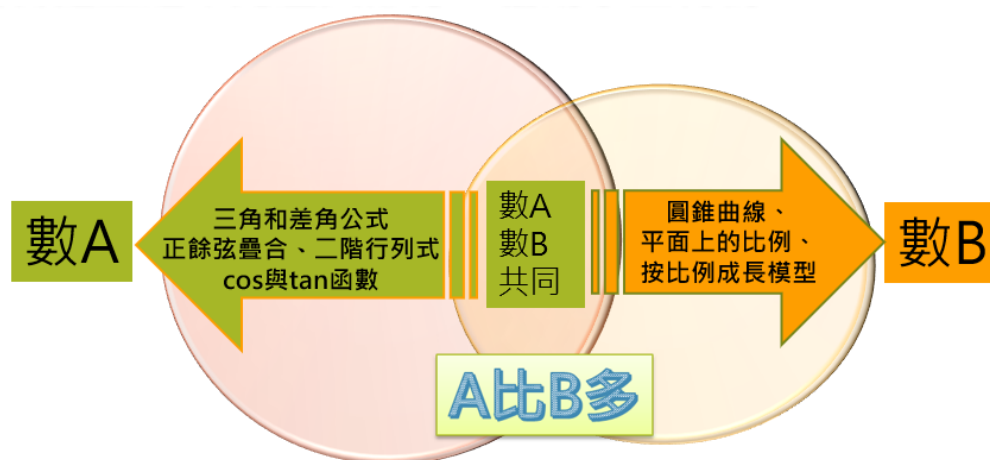 數A
三角和差角公式
正餘弦疊合、二階行列式
cos與tan函數
數A
數B
共同
圓錐曲線、
平面上的比例、
按比例成長模型
數B
A比B多